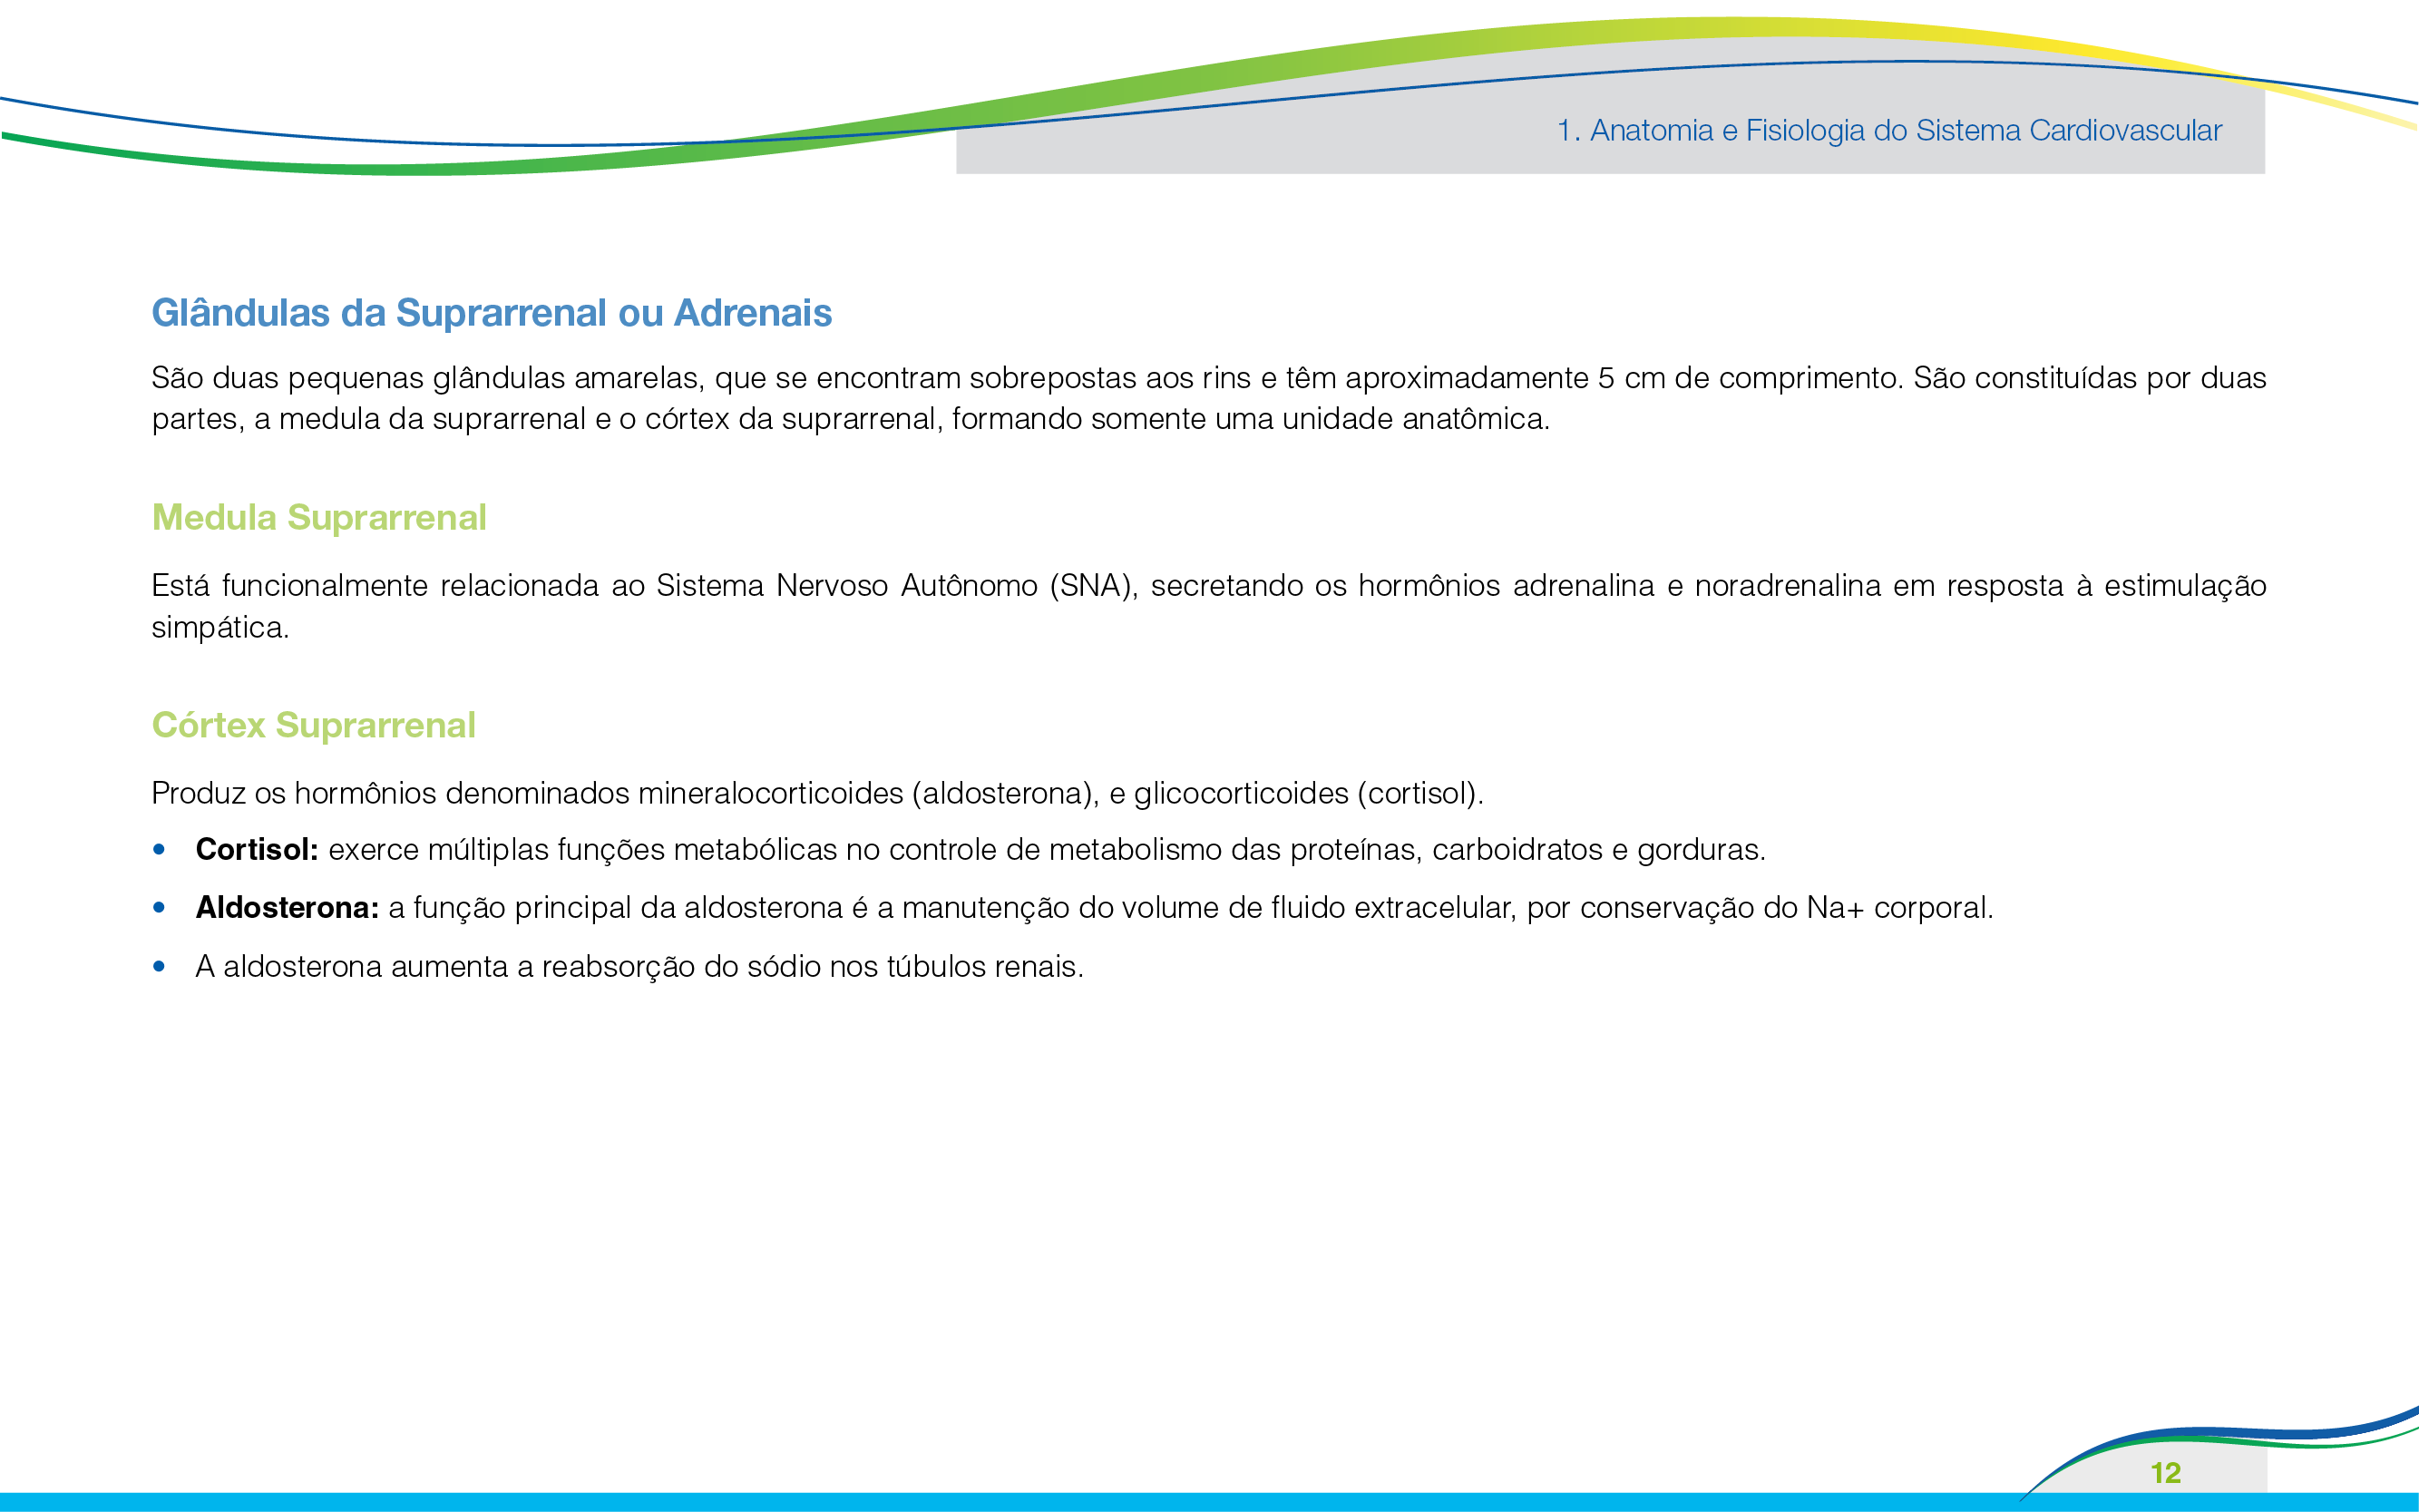 1. Anatomia e Fisiologia do Sistema Cardiovascular
Glândulas da Suprarrenal ou Adrenais
São duas pequenas glândulas amarelas, que se encontram sobrepostas aos rins e têm aproximadamente 5 cm de comprimento. São constituídas por duas
partes, a medula da suprarrenal e o córtex da suprarrenal, formando somente uma unidade anatômica.
Medula Suprarrenal
Está funcionalmente relacionada ao Sistema Nervoso Autônomo (SNA), secretando os hormônios adrenalina e noradrenalina em resposta à estimulação
simpática.
Córtex Suprarrenal
Produz os hormônios denominados mineralocorticoides (aldosterona), e glicocorticoides (cortisol).
• Cortisol: exerce múltiplas funções metabólicas no controle de metabolismo das proteínas, carboidratos e gorduras.
• Aldosterona: a função principal da aldosterona é a manutenção do volume de fluido extracelular, por conservação do Na+ corporal.
• A aldosterona aumenta a reabsorção do sódio nos túbulos renais.
12